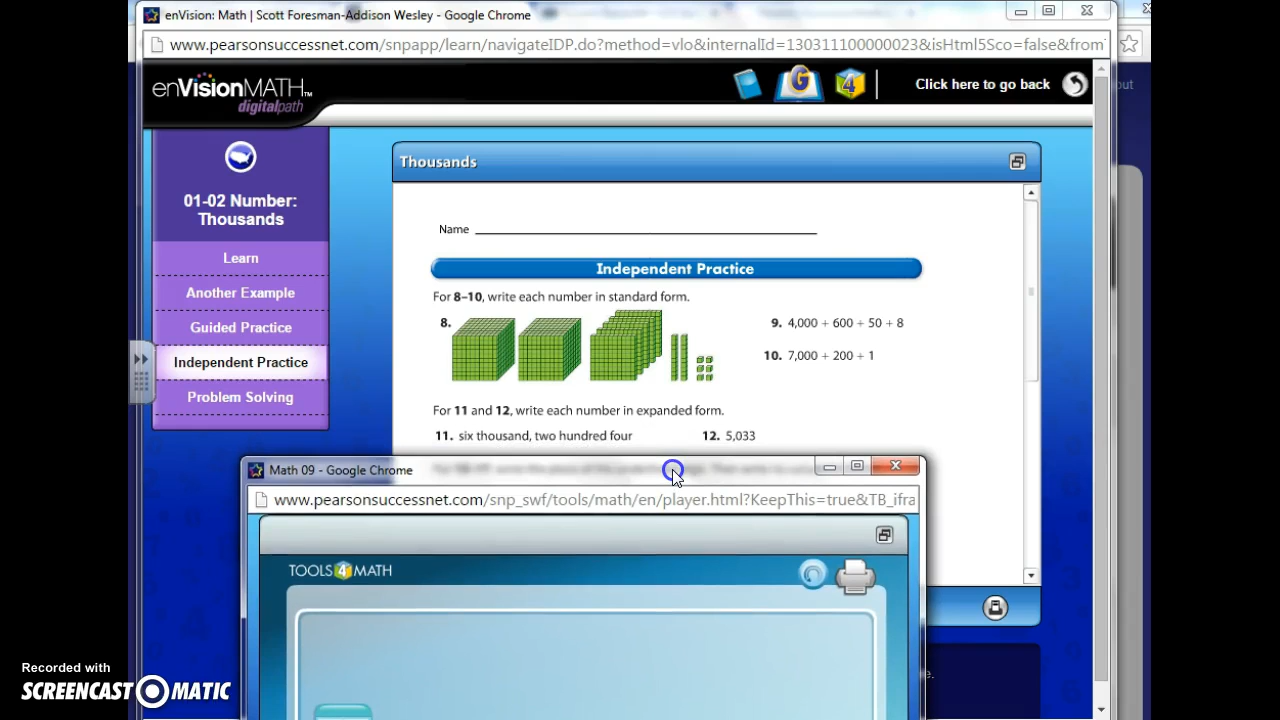 enVision: Math | Scott Foresman-Addison Wesley - Google Chrome
www.pearsonsuccessnet.com/snpapp/learn/navigateIDP.do?method=vlo&internalId=130311100000023&isHtml5Sco=false&from
enVisionMATH™
digitalpath
G
4
Click here to go back
out
01-02 Number:
Thousands
Learn
Another Example
Guided Practice
Independent Practice
Problem Solving
Thousands
Name
Independent Practice
For 8–10, write each number in standard form.
8.
9. 4,000 + 600 + 50 + 8
10. 7,000 + 200 + 1
For 11 and 12, write each number in expanded form.
11. six thousand, two hundred four
12. 5,033
Math 09 - Google Chrome
www.pearsonsuccessnet.com/snp_swf/tools/math/en/player.html?KeepThis=true&TB_ifra
TOOLS 4 MATH
e.
Recorded with
SCREENCAST O MATIC